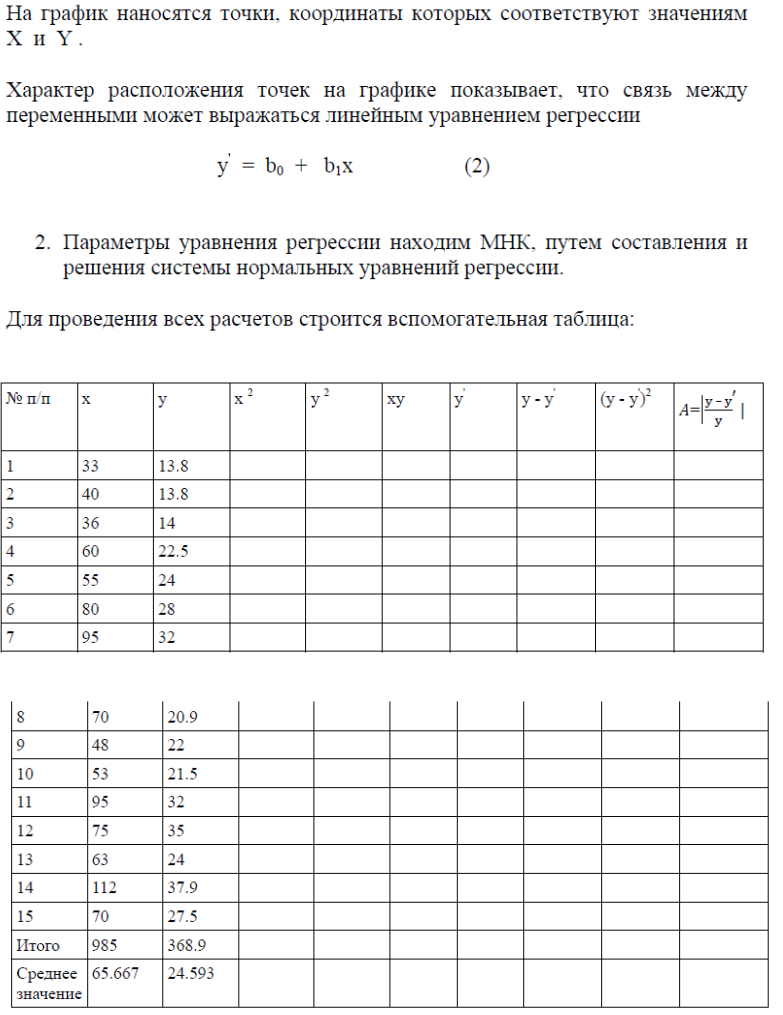 На график наносятся точки, координаты которых соответствуют значениям
X и Y .
Характер расположения точек на графике показывает, что связь между
переменными может выражаться линейным уравнением регрессии
y' = b₀ + b₁x (2)
2. Параметры уравнения регрессии находим МНК, путем составления и
решения системы нормальных уравнений регрессии.
Для проведения всех расчетов строится вспомогательная таблица:
№ п/п x y x² y² xy y' y - y' (y - y')² A=|(y - y')/y|
1 33 13.8
2 40 13.8
3 36 14
4 60 22.5
5 55 24
6 80 28
7 95 32
8 70 20.9
9 48 22
10 53 21.5
11 95 32
12 75 35
13 63 24
14 112 37.9
15 70 27.5
Итого 985 368.9
Среднее 65.667 24.593
значение